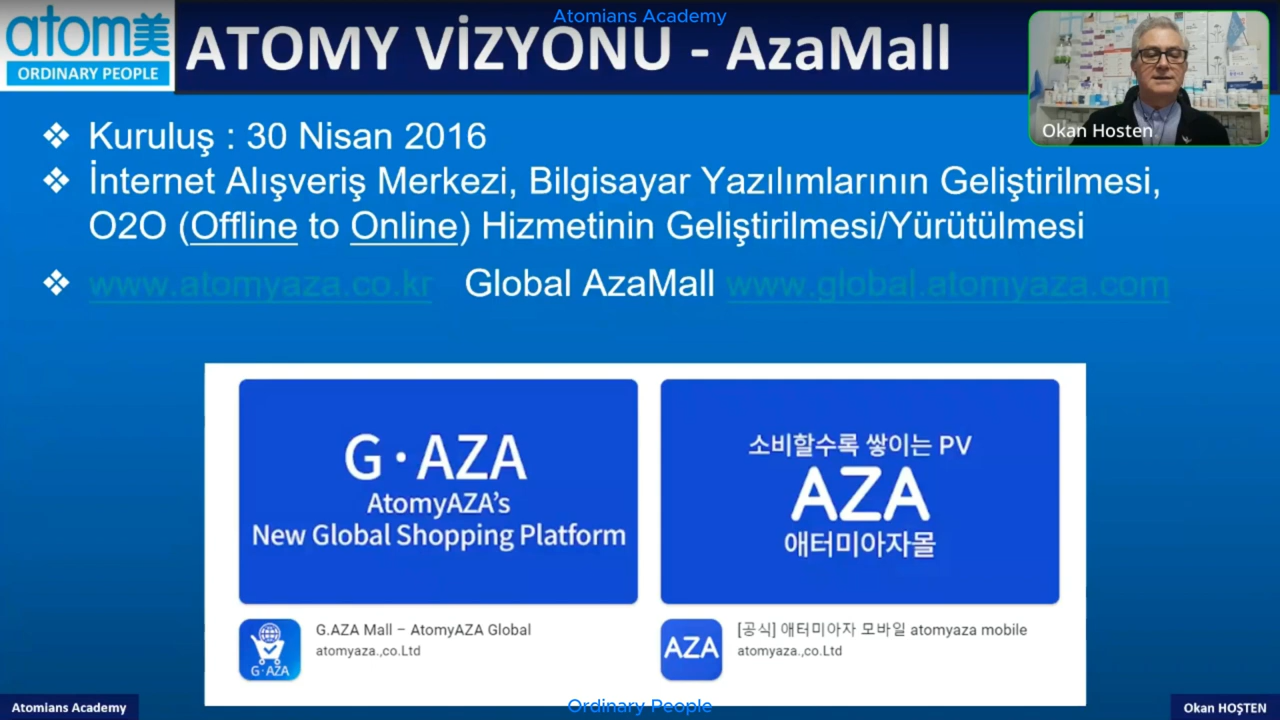 Atomians Academy
atom美
ORDINARY PEOPLE
ATOMY VİZYONU - AzaMall
Okan Hosten
❖ Kuruluş : 30 Nisan 2016
❖ İnternet Alışveriş Merkezi, Bilgisayar Yazılımlarının Geliştirilmesi,
O2O (Offline to Online) Hizmetinin Geliştirilmesi/Yürütülmesi
❖ www.atomyaza.co.kr Global AzaMall www.global.atomyaza.com
G·AZA
AtomyAZA’s
New Global Shopping Platform
소비할수록 쌓이는 PV
AZA
애터미아자몰
G·AZA
G.AZA Mall – AtomyAZA Global
atomyaza.,co.Ltd
AZA
[공식] 애터미아자 모바일 atomyaza mobile
atomyaza.,co.Ltd
Atomians Academy
Ordinary People
Okan HOŞTEN